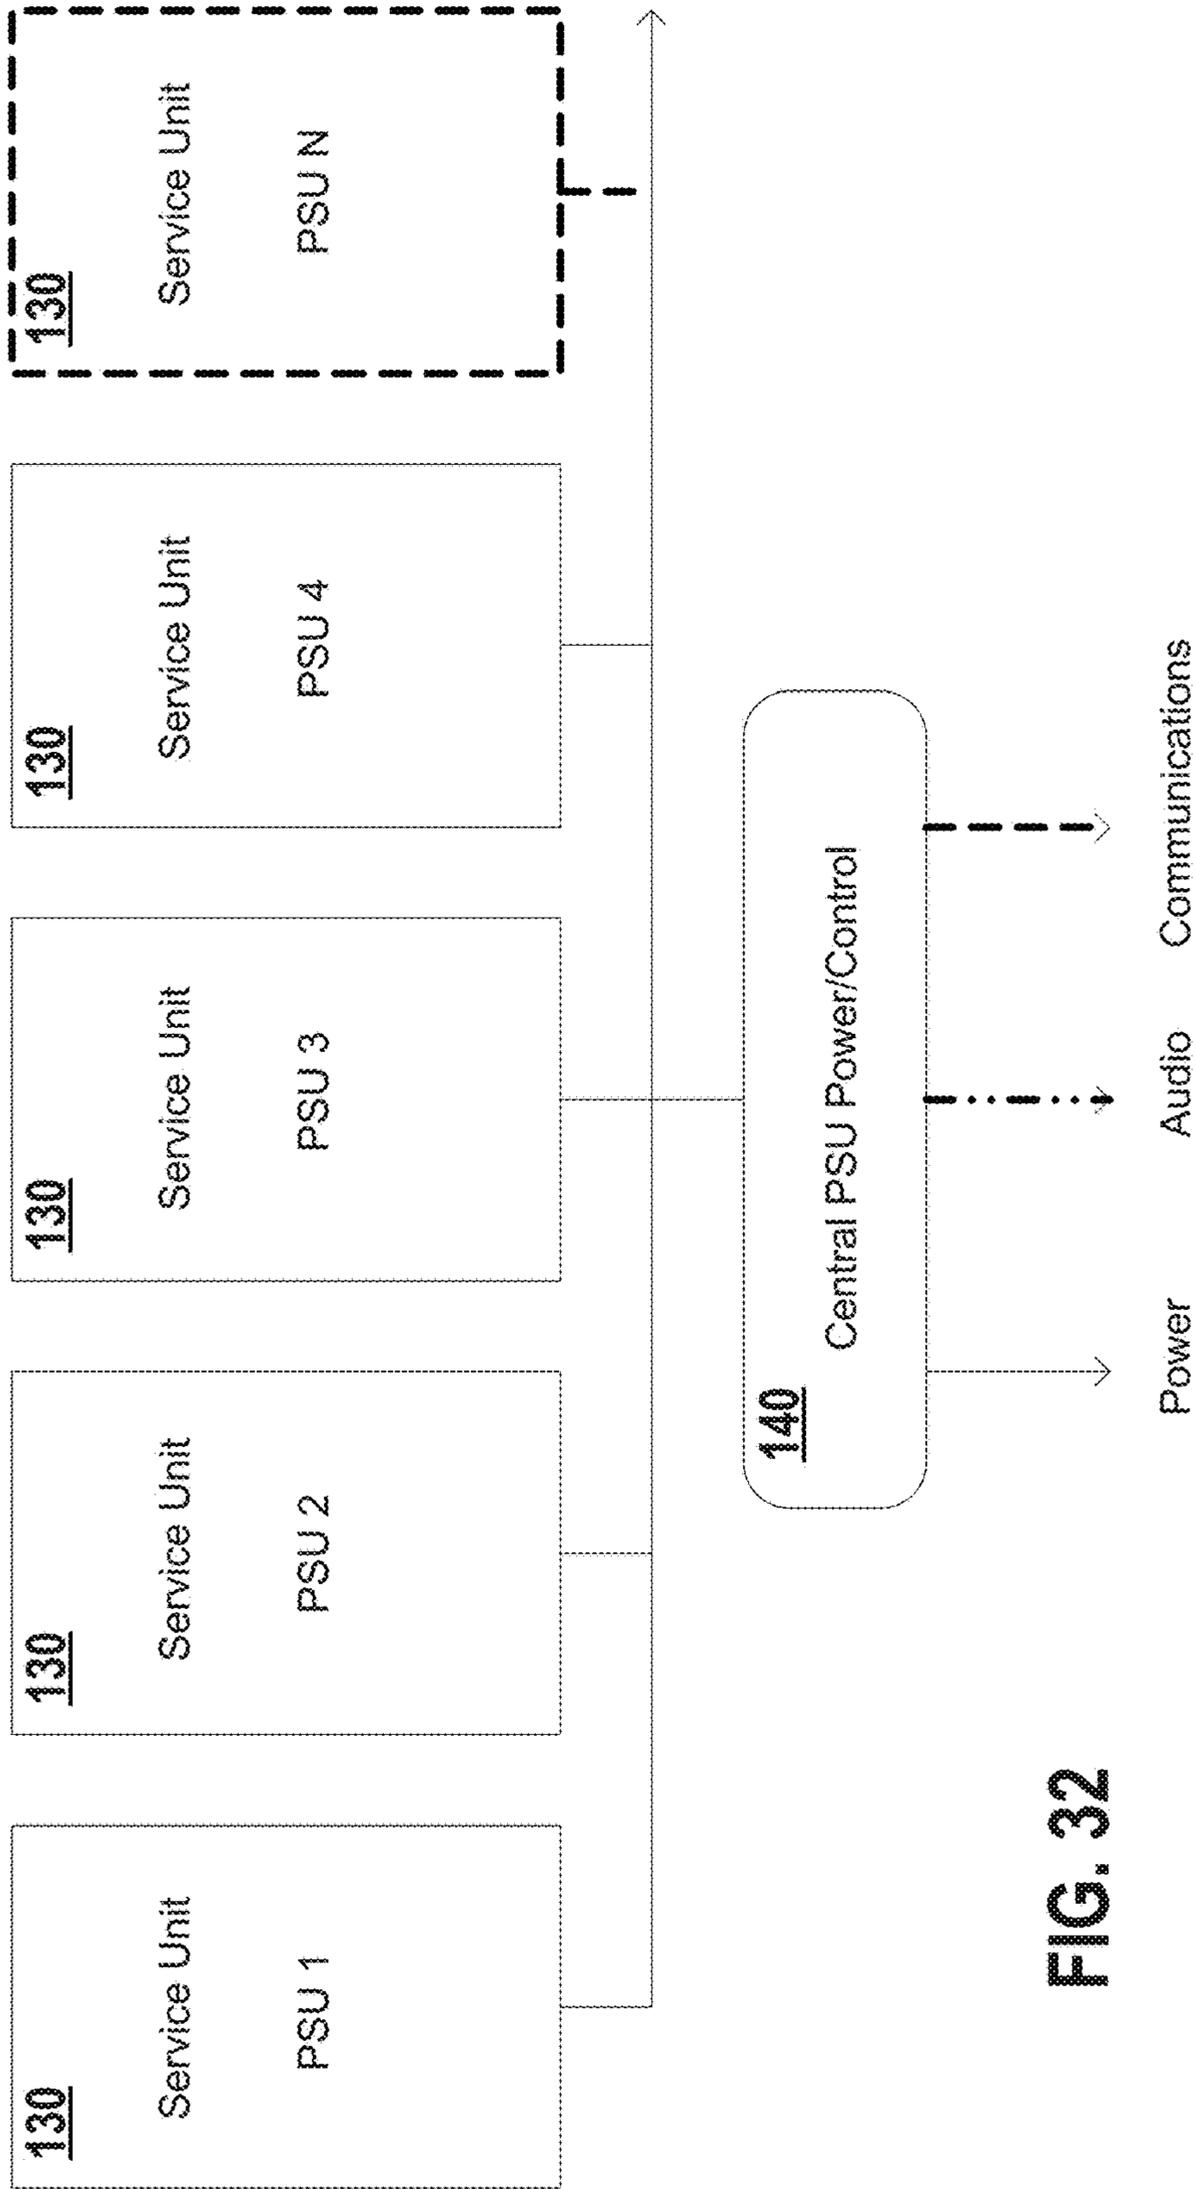 130
Service Unit
PSU 1
130
Service Unit
PSU 2
130
Service Unit
PSU 3
130
Service Unit
PSU 4
130
Service Unit
PSU N
140
Central PSU Power/Control
Power
Audio
Communications
FIG. 32